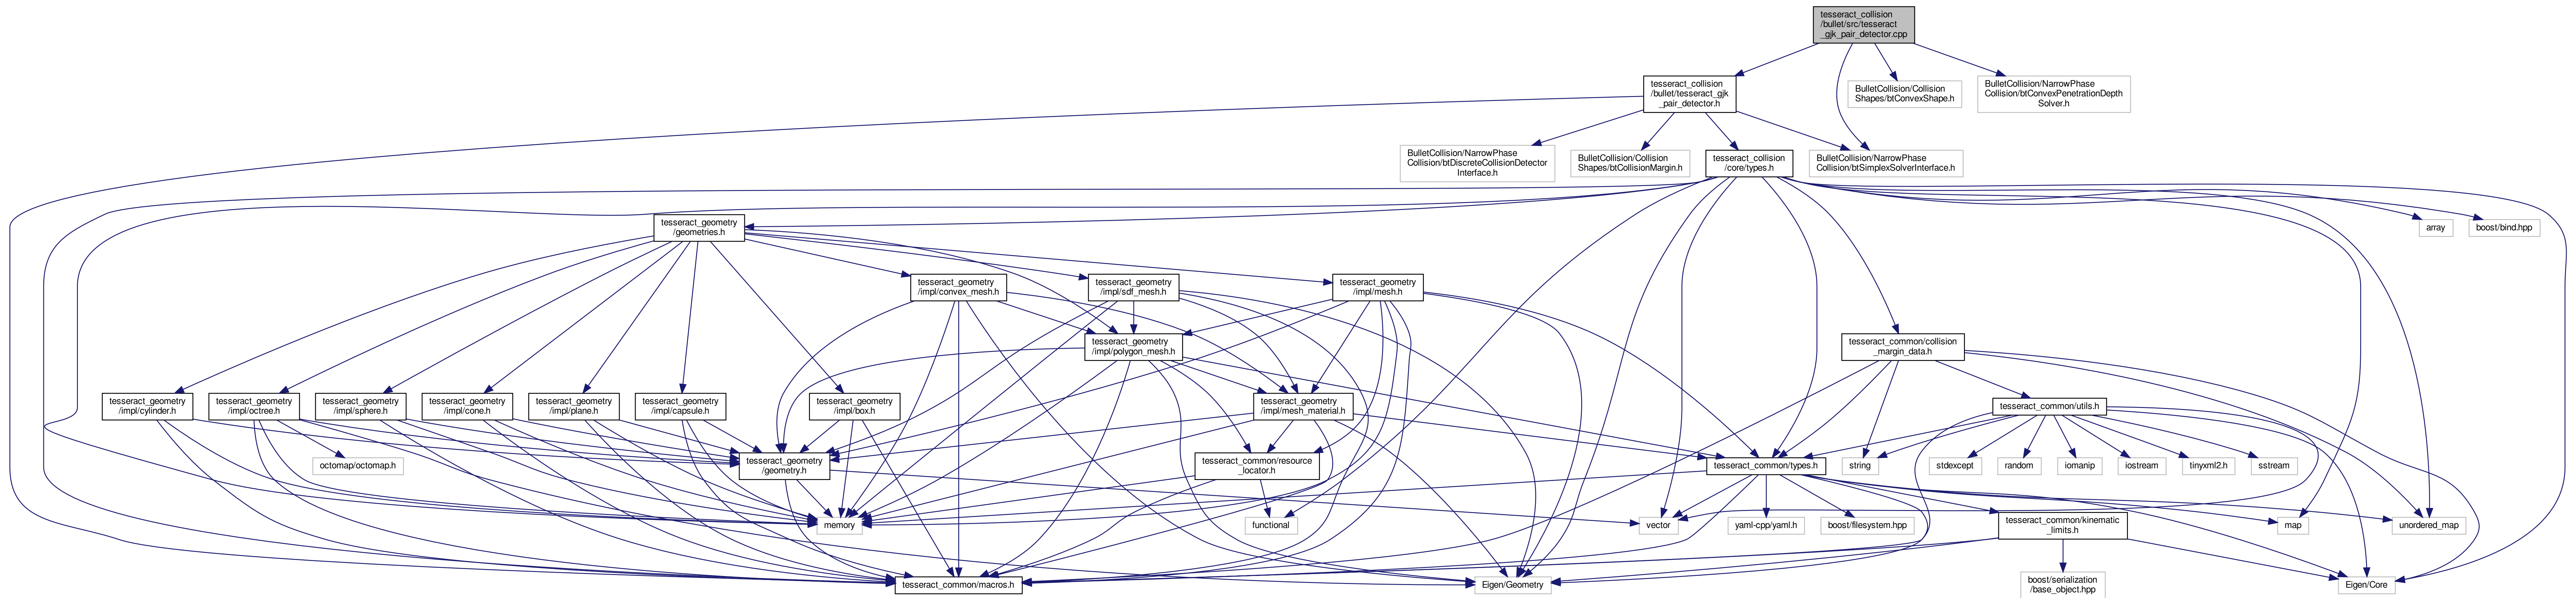 tesseract_collision
/bullet/src/tesseract
_gjk_pair_detector.cpp
tesseract_collision
/bullet/tesseract_gjk
_pair_detector.h
BulletCollision/Collision
Shapes/btConvexShape.h
BulletCollision/NarrowPhase
Collision/btConvexPenetrationDepth
Solver.h
BulletCollision/NarrowPhase
Collision/btDiscreteCollisionDetector
Interface.h
BulletCollision/Collision
Shapes/btCollisionMargin.h
tesseract_collision
/core/types.h
BulletCollision/NarrowPhase
Collision/btSimplexSolverInterface.h
tesseract_geometry
/geometries.h
array
boost/bind.hpp
tesseract_geometry
/impl/convex_mesh.h
tesseract_geometry
/impl/sdf_mesh.h
tesseract_geometry
/impl/mesh.h
tesseract_geometry
/impl/polygon_mesh.h
tesseract_common/collision
_margin_data.h
tesseract_geometry
/impl/cylinder.h
tesseract_geometry
/impl/octree.h
tesseract_geometry
/impl/sphere.h
tesseract_geometry
/impl/cone.h
tesseract_geometry
/impl/plane.h
tesseract_geometry
/impl/capsule.h
tesseract_geometry
/impl/box.h
tesseract_geometry
/impl/mesh_material.h
tesseract_common/utils.h
octomap/octomap.h
tesseract_geometry
/geometry.h
tesseract_common/resource
_locator.h
tesseract_common/types.h
string
stdexcept
random
iomanip
iostream
tinyxml2.h
sstream
memory
functional
vector
yaml-cpp/yaml.h
boost/filesystem.hpp
tesseract_common/kinematic
_limits.h
map
unordered_map
tesseract_common/macros.h
Eigen/Geometry
boost/serialization
/base_object.hpp
Eigen/Core